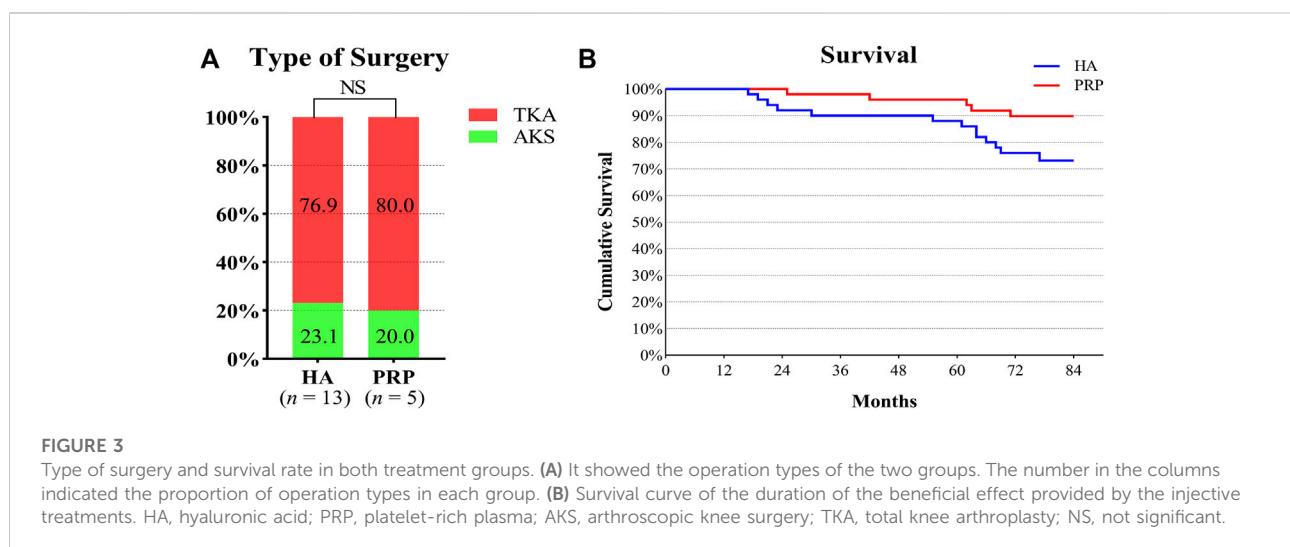 A Type of Surgery
NS
TKA
AKS
100%
80%
60%
40%
20%
0%
76.9
80.0
23.1
20.0
HA
PRP
(n = 13)
(n = 5)
B Survival
HA
PRP
Cumulative Survival
100%
90%
80%
70%
60%
50%
40%
30%
20%
10%
0%
0 12 24 36 48 60 72 84
Months
FIGURE 3
Type of surgery and survival rate in both treatment groups. (A) It showed the operation types of the two groups. The number in the columns
indicated the proportion of operation types in each group. (B) Survival curve of the duration of the beneficial effect provided by the injective
treatments. HA, hyaluronic acid; PRP, platelet-rich plasma; AKS, arthroscopic knee surgery; TKA, total knee arthroplasty; NS, not significant.